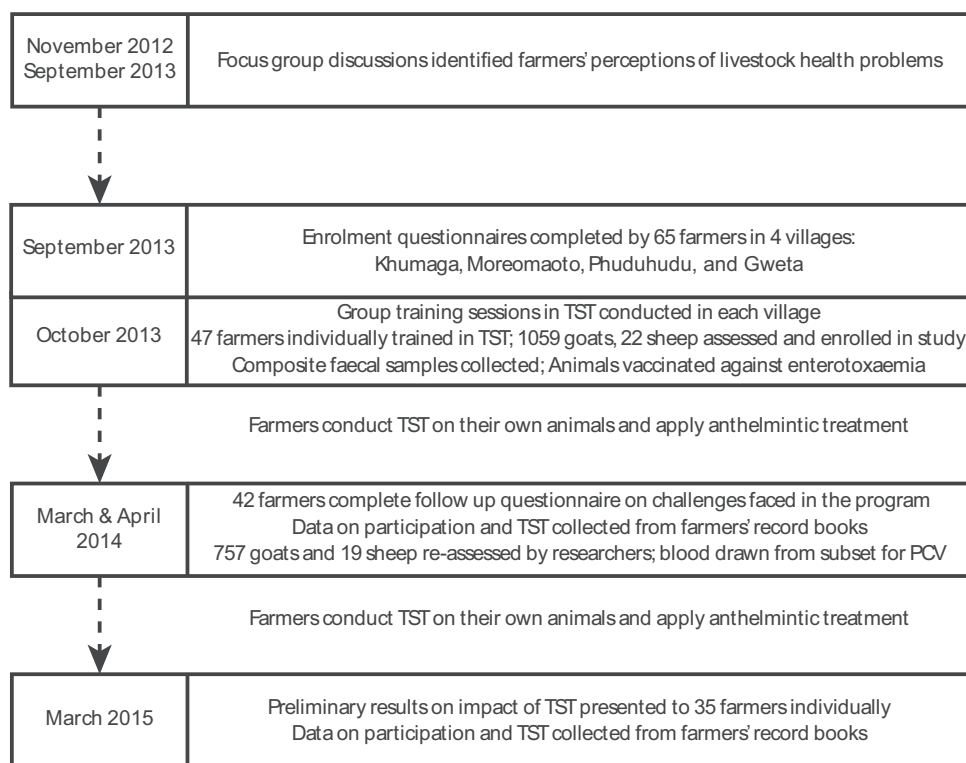 November 2012
September 2013
Focus group discussions identified farmers' perceptions of livestock health problems
September 2013
Enrolment questionnaires completed by 65 farmers in 4 villages:
Khumaga, Moreomaoto, Phuduhudu, and Gweta
October 2013
Group training sessions in TST conducted in each village
47 farmers individually trained in TST; 1059 goats, 22 sheep assessed and enrolled in study
Composite faecal samples collected; Animals vaccinated against enterotoxaemia
Farmers conduct TST on their own animals and apply anthelmintic treatment
March & April
2014
42 farmers complete follow up questionnaire on challenges faced in the program
Data on participation and TST collected from farmers' record books
757 goats and 19 sheep re-assessed by researchers; blood drawn from subset for PCV
Farmers conduct TST on their own animals and apply anthelmintic treatment
March 2015
Preliminary results on impact of TST presented to 35 farmers individually
Data on participation and TST collected from farmers' record books